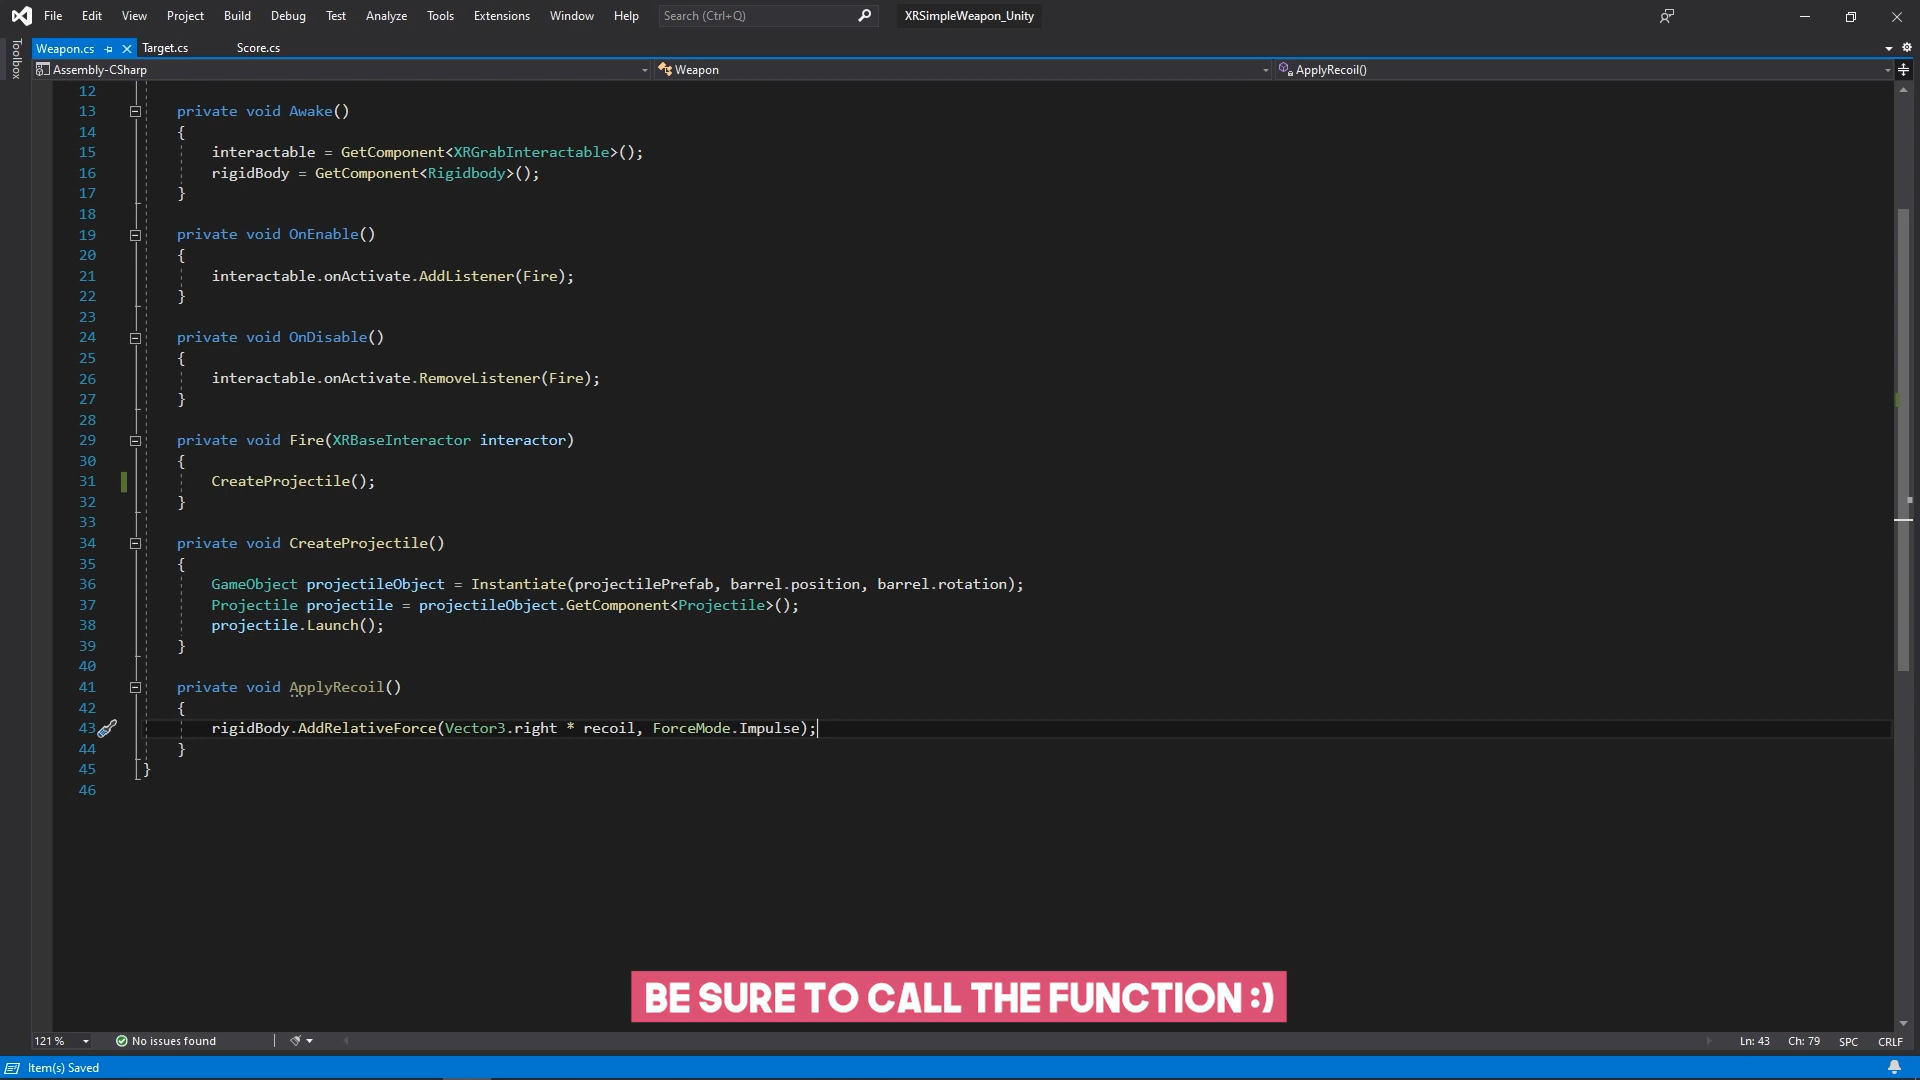 File Edit View Project Build Debug Test Analyze Tools Extensions Window Help Search (Ctrl+Q) XRSimpleWeapon_Unity
Toolbox
Weapon.cs Target.cs Score.cs
Assembly-CSharp Weapon ApplyRecoil()
12
13 private void Awake()
14 {
15 interactable = GetComponent<XRGrabInteractable>();
16 rigidBody = GetComponent<Rigidbody>();
17 }
18
19 private void OnEnable()
20 {
21 interactable.onActivate.AddListener(Fire);
22 }
23
24 private void OnDisable()
25 {
26 interactable.onActivate.RemoveListener(Fire);
27 }
28
29 private void Fire(XRBaseInteractor interactor)
30 {
31 CreateProjectile();
32 }
33
34 private void CreateProjectile()
35 {
36 GameObject projectileObject = Instantiate(projectilePrefab, barrel.position, barrel.rotation);
37 Projectile projectile = projectileObject.GetComponent<Projectile>();
38 projectile.Launch();
39 }
40
41 private void ApplyRecoil()
42 {
43 rigidBody.AddRelativeForce(Vector3.right * recoil, ForceMode.Impulse);
44 }
45 }
46
BE SURE TO CALL THE FUNCTION :)
121 % No issues found Ln: 43 Ch: 79 SPC CRLF
Item(s) Saved